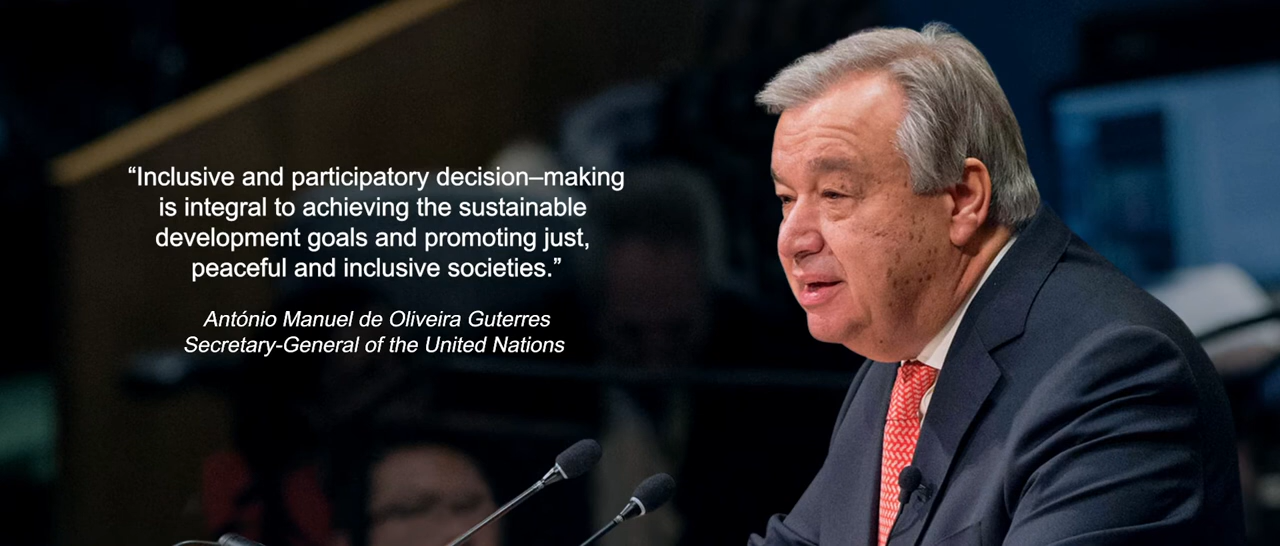 “Inclusive and participatory decision–making
is integral to achieving the sustainable
development goals and promoting just,
peaceful and inclusive societies.”
António Manuel de Oliveira Guterres
Secretary-General of the United Nations